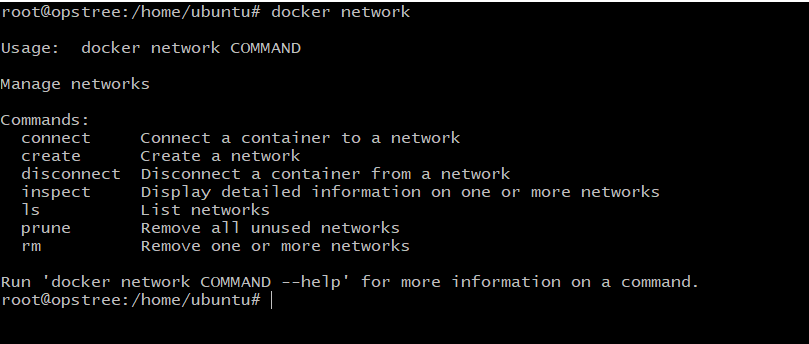 root@opstree:/home/ubuntu# docker network
Usage:  docker network COMMAND
Manage networks
Commands:
  connect     Connect a container to a network
  create      Create a network
  disconnect  Disconnect a container from a network
  inspect     Display detailed information on one or more networks
  ls          List networks
  prune       Remove all unused networks
  rm          Remove one or more networks
Run 'docker network COMMAND --help' for more information on a command.
root@opstree:/home/ubuntu#